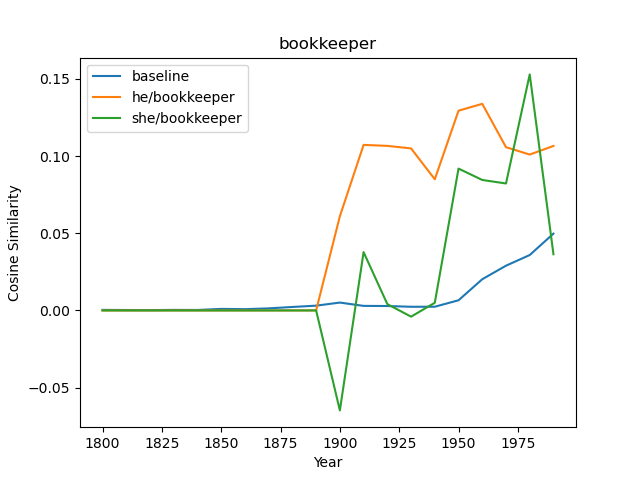 bookkeeper
baseline
he/bookkeeper
she/bookkeeper
0.15
0.10
0.05
0.00
−0.05
Cosine Similarity
1800 1825 1850 1875 1900 1925 1950 1975
Year